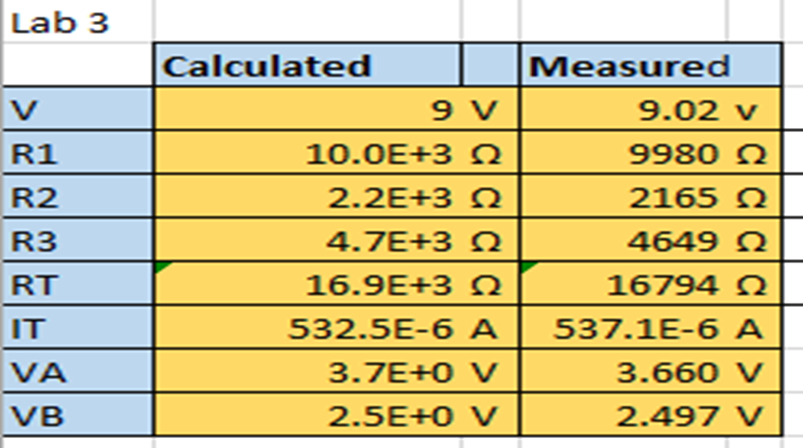 Lab 3
Calculated Measured
V 9 V 9.02 v
R1 10.0E+3 Ω 9980 Ω
R2 2.2E+3 Ω 2165 Ω
R3 4.7E+3 Ω 4649 Ω
RT 16.9E+3 Ω 16794 Ω
IT 532.5E-6 A 537.1E-6 A
VA 3.7E+0 V 3.660 V
VB 2.5E+0 V 2.497 V